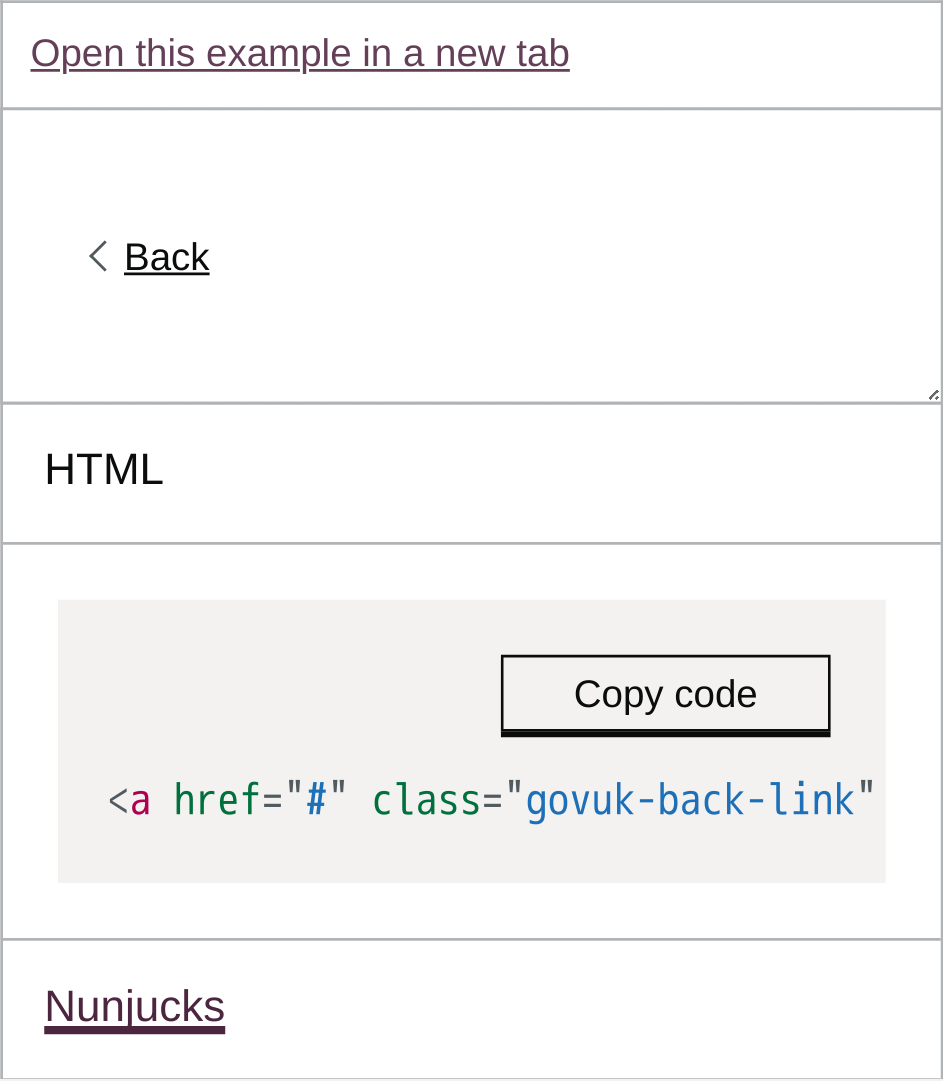 Open this example in a new tab
Back
HTML
Copy code
<a href="#" class="govuk-back-link"
Nunjucks